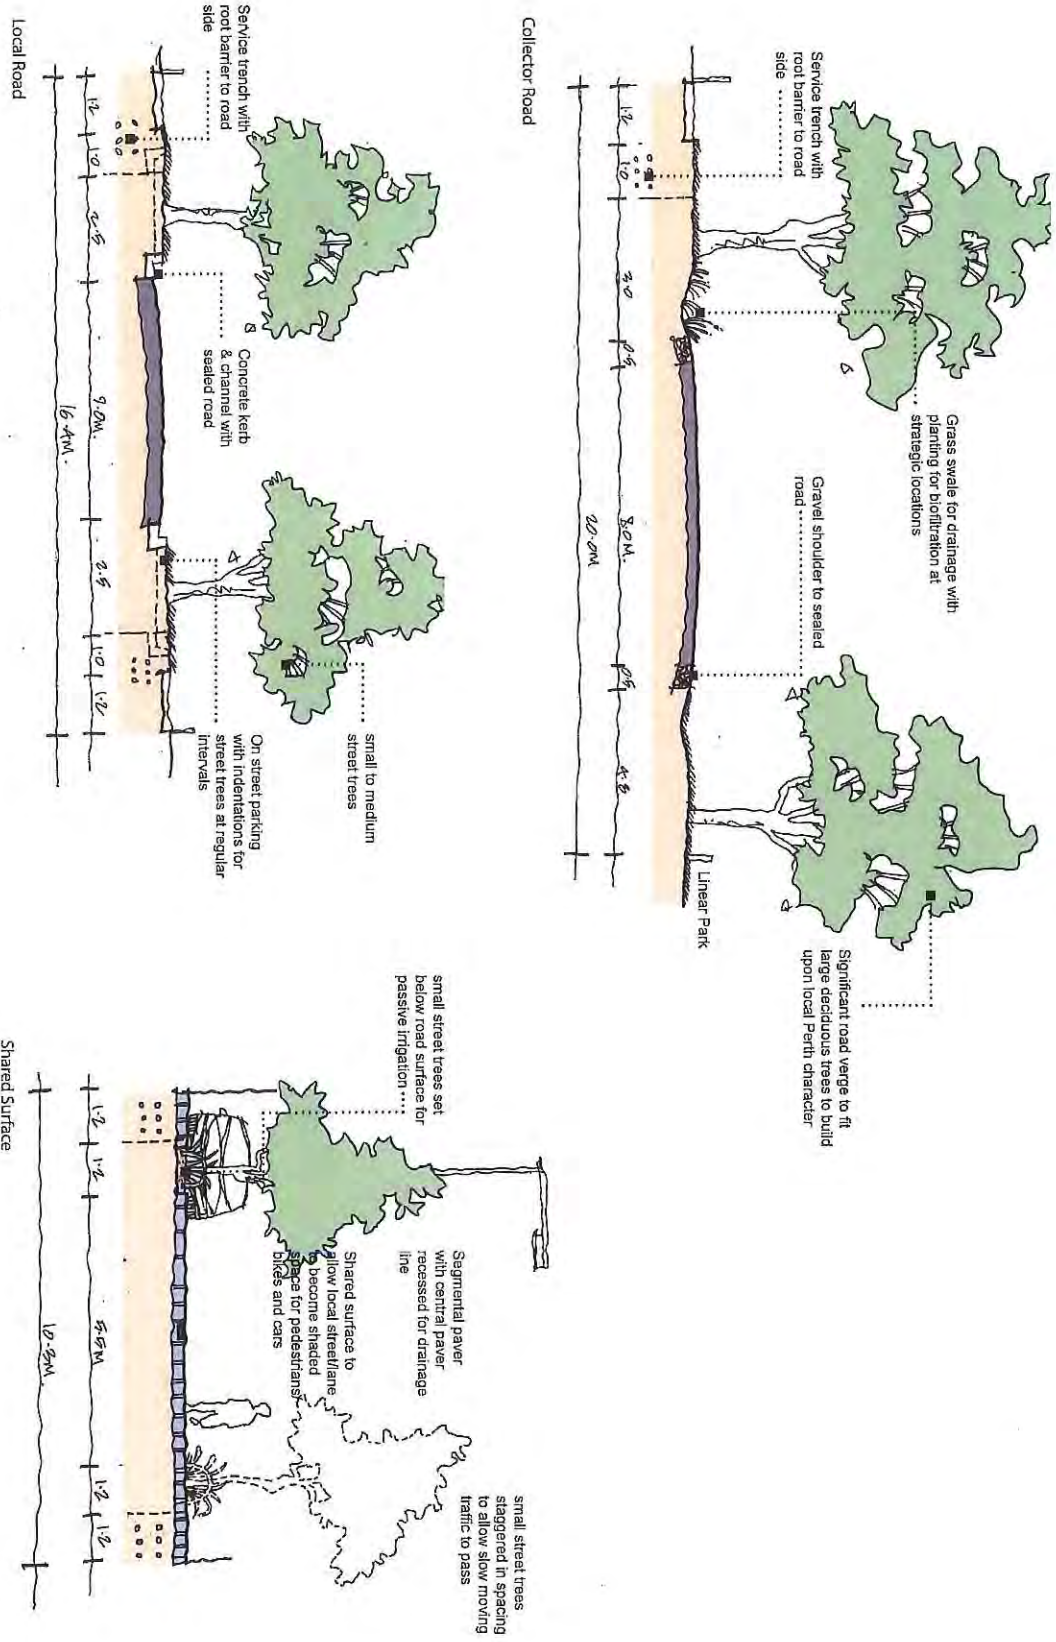 Collector Road
Service trench with
root barrier to road
side
Grass swale for drainage with
planting for biofiltration at
strategic locations
Gravel shoulder to sealed
road
Significant road verge to fit
large deciduous trees to build
upon local Perth character
Linear Park
1.2
1.0
3.0
0.5
8.0M.
0.5
4.8
20.0M
Local Road
Service trench with
root barrier to road
side
Concrete kerb
& channel with
sealed road
small to medium
street trees
On street parking
with indentations for
street trees at regular
intervals
1.2
1.0
2.5
7.0M.
2.5
1.0
1.2
16.4M.
Shared Surface
small street trees set
below road surface for
passive irrigation
Segmental paver
with central paver
recessed for drainage
line
Shared surface to
allow local street/lane
to become shaded
space for pedestrians
bikes and cars
small street trees
staggered in spacing
to allow slow moving
traffic to pass
1.2
1.2
5.5M
1.2
1.2
10.3M.